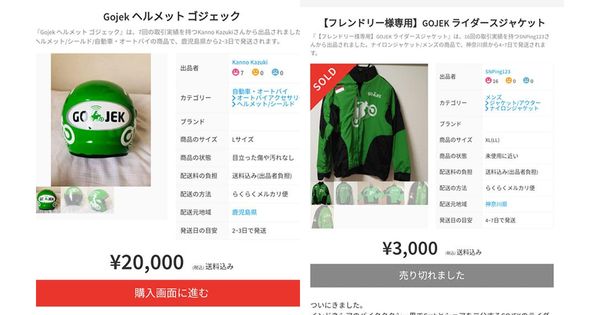 Gojek ヘルメット ゴジェック
「Gojek ヘルメット ゴジェック」は、7回の取引実績を持つKanno Kazukiさんから出品されました
ヘルメット/シールド/自動車・オートバイの商品で、鹿児島県から2~3日で発送されます。
GOJEK
出品者
Kanno Kazuki
7 0 0
カテゴリー
自動車・オートバイ
オートバイアクセサリ
ヘルメット/シールド
ブランド
商品のサイズ
Lサイズ
商品の状態
目立った傷や汚れなし
配送料の負担
送料込み(出品者負担)
配送の方法
らくらくメルカリ便
配送元地域
鹿児島県
発送日の目安
2~3日で発送
¥20,000 (税込) 送料込み
購入画面に進む
【フレンドリー様専用】GOJEK ライダースジャケット
「【フレンドリー様専用】GOJEK ライダースジャケット」は、16回の取引実績を持つSNPing123さ
んから出品されました。ナイロンジャケット/メンズの商品で、神奈川県から4~7日で発送されま
す。
SOLD
GOJEK
出品者
SNPing123
16 0 0
カテゴリー
メンズ
ジャケット/アウター
ナイロンジャケット
ブランド
商品のサイズ
XL(LL)
商品の状態
未使用に近い
配送料の負担
送料込み(出品者負担)
配送の方法
らくらくメルカリ便
配送元地域
神奈川県
発送日の目安
4~7日で発送
¥3,000 (税込) 送料込み
売り切れました
ついにきました。